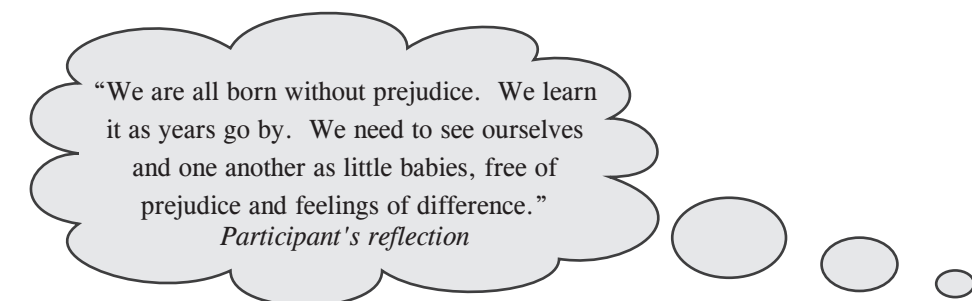 “We are all born without prejudice.  We learn
it as years go by.  We need to see ourselves
and one another as little babies, free of
prejudice and feelings of difference.”
Participant's reflection